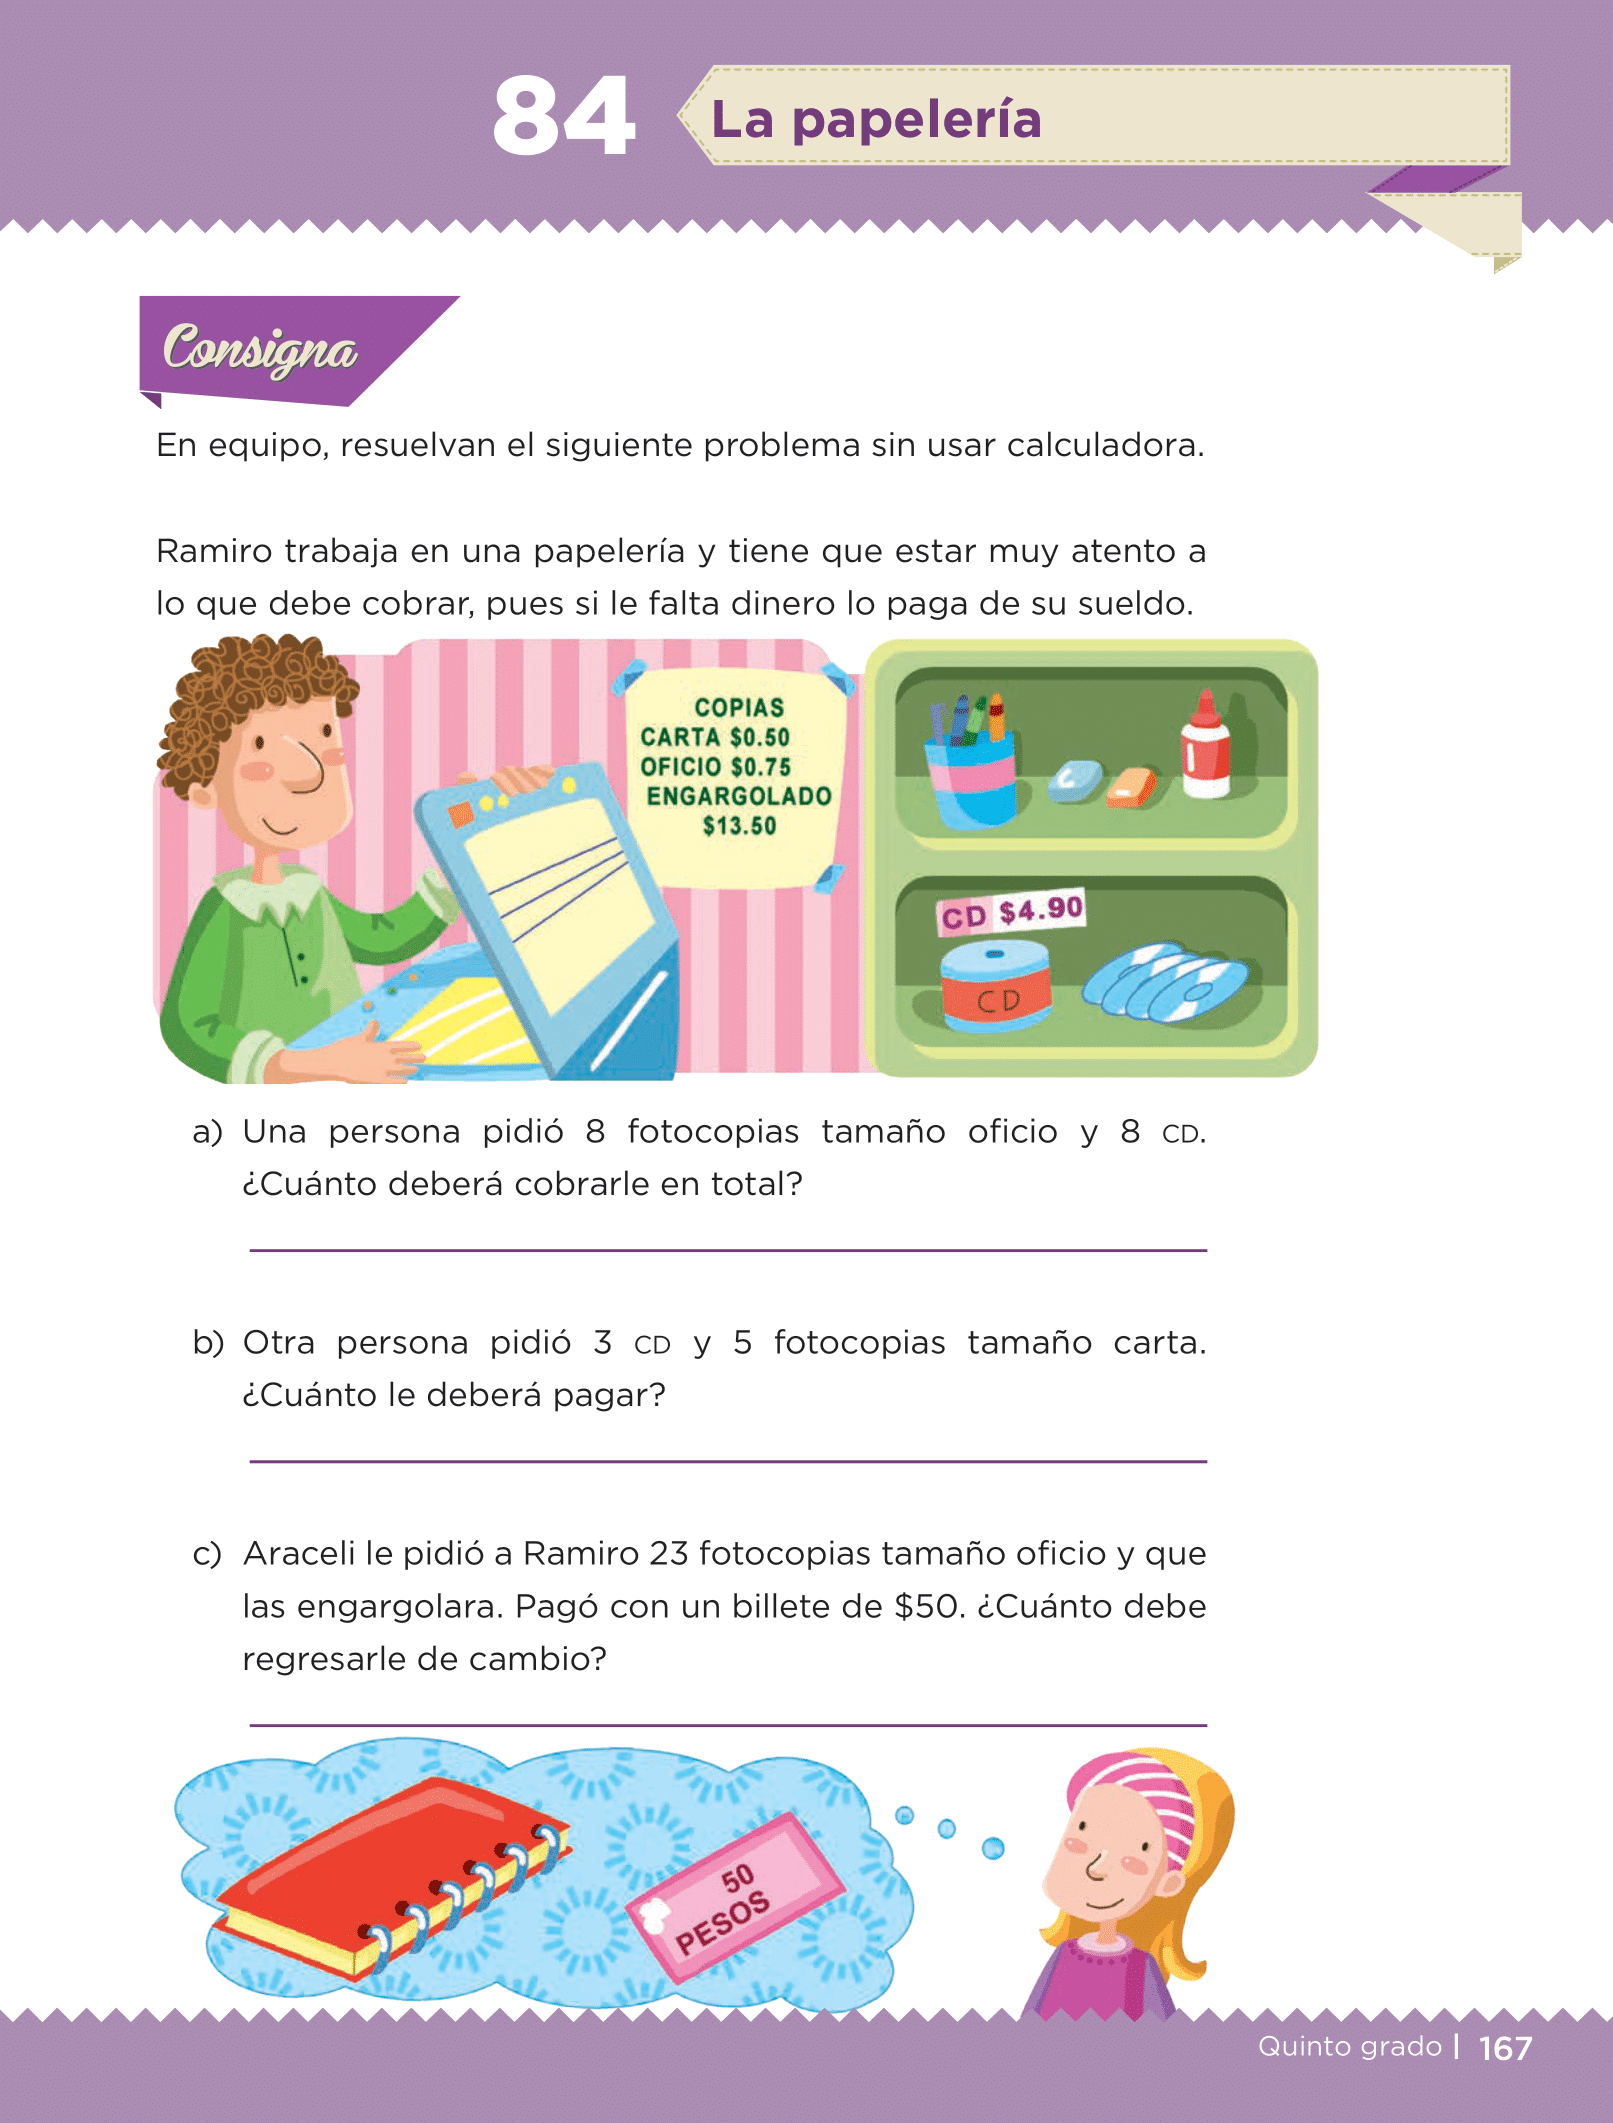 84
La papelería
Consigna
En equipo, resuelvan el siguiente problema sin usar calculadora.
Ramiro trabaja en una papelería y tiene que estar muy atento a
lo que debe cobrar, pues si le falta dinero lo paga de su sueldo.
COPIAS
CARTA $0.50
OFICIO $0.75
ENGARGOLADO
$13.50
CD $4.90
CD
a) Una persona pidió 8 fotocopias tamaño oficio y 8 CD.
¿Cuánto deberá cobrarle en total?
b) Otra persona pidió 3 CD y 5 fotocopias tamaño carta.
¿Cuánto le deberá pagar?
c) Araceli le pidió a Ramiro 23 fotocopias tamaño oficio y que
las engargolara. Pagó con un billete de $50. ¿Cuánto debe
regresarle de cambio?
50
PESOS
Quinto grado | 167